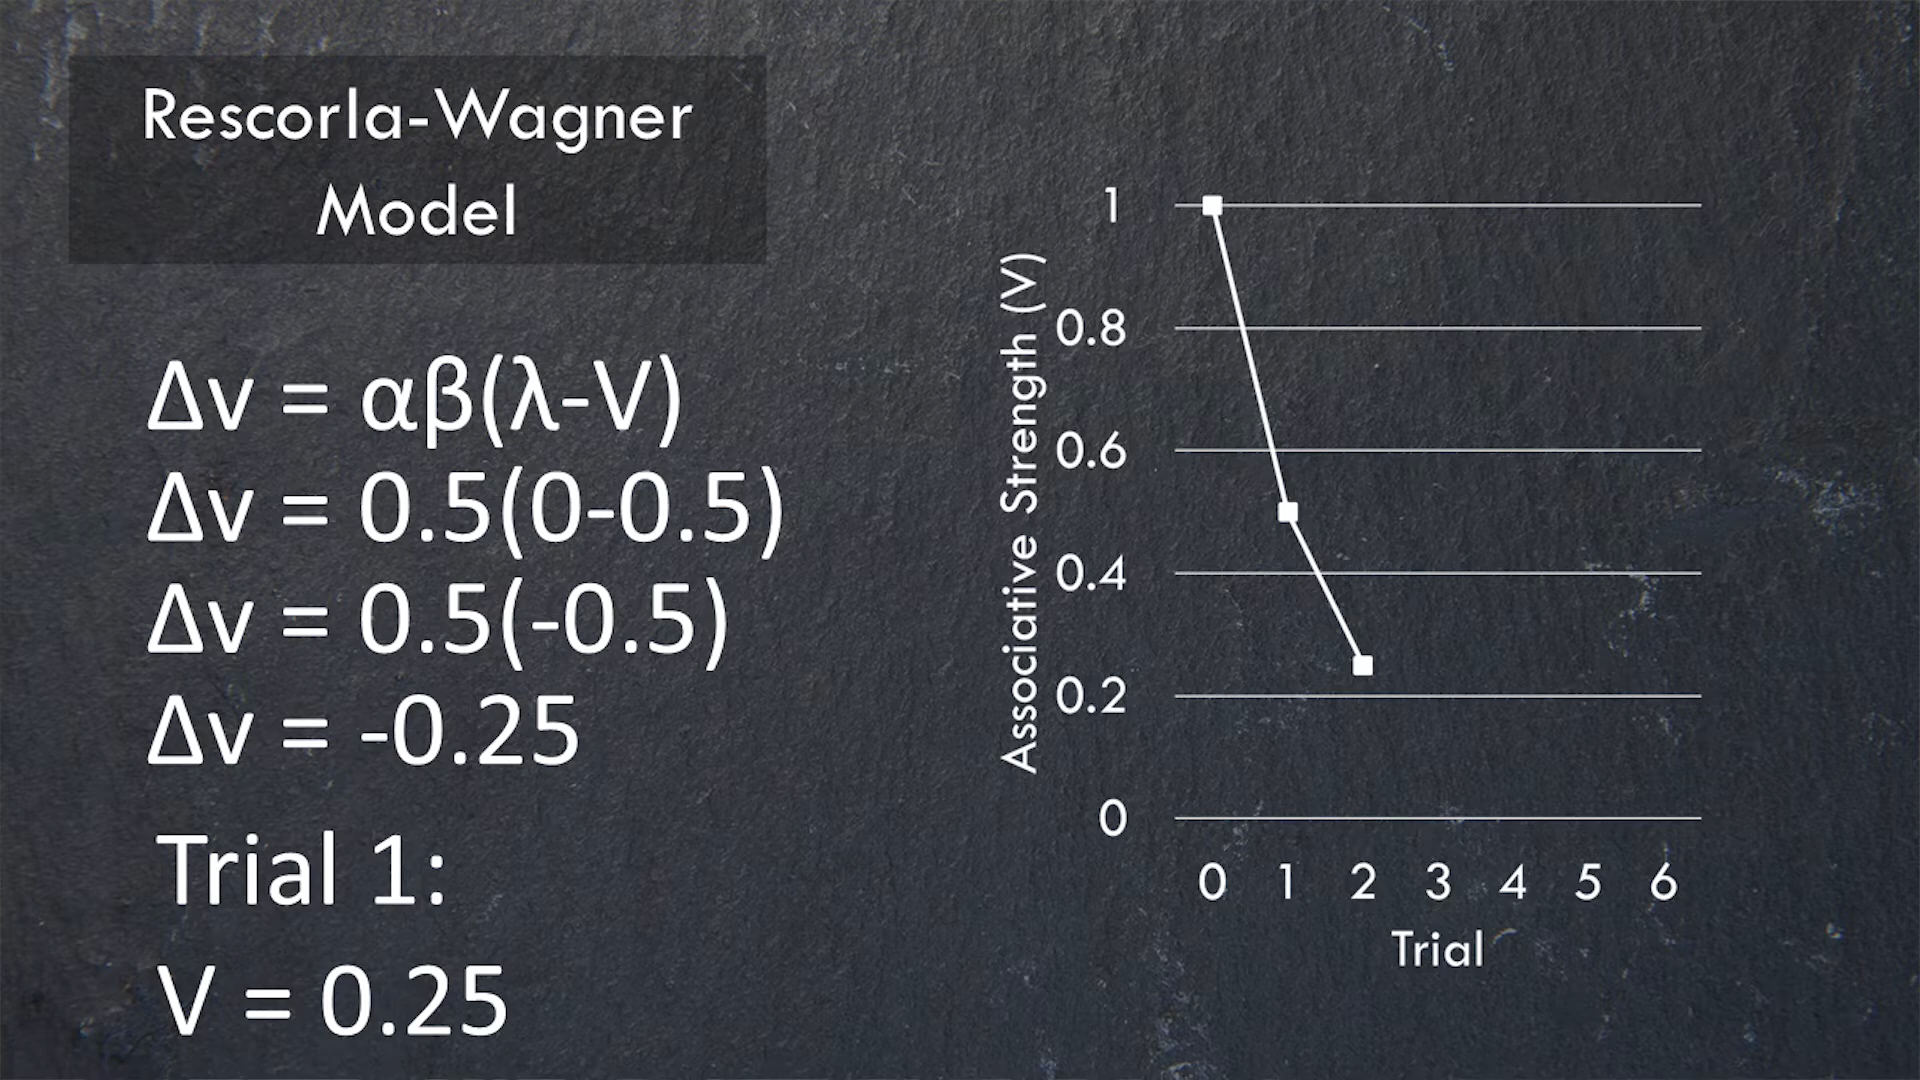 Rescorla-Wagner
Model
Δv = αβ(λ-V)
Δv = 0.5(0-0.5)
Δv = 0.5(-0.5)
Δv = -0.25
Trial 1:
V = 0.25
Associative Strength (V)
1
0.8
0.6
0.4
0.2
0
0 1 2 3 4 5 6
Trial